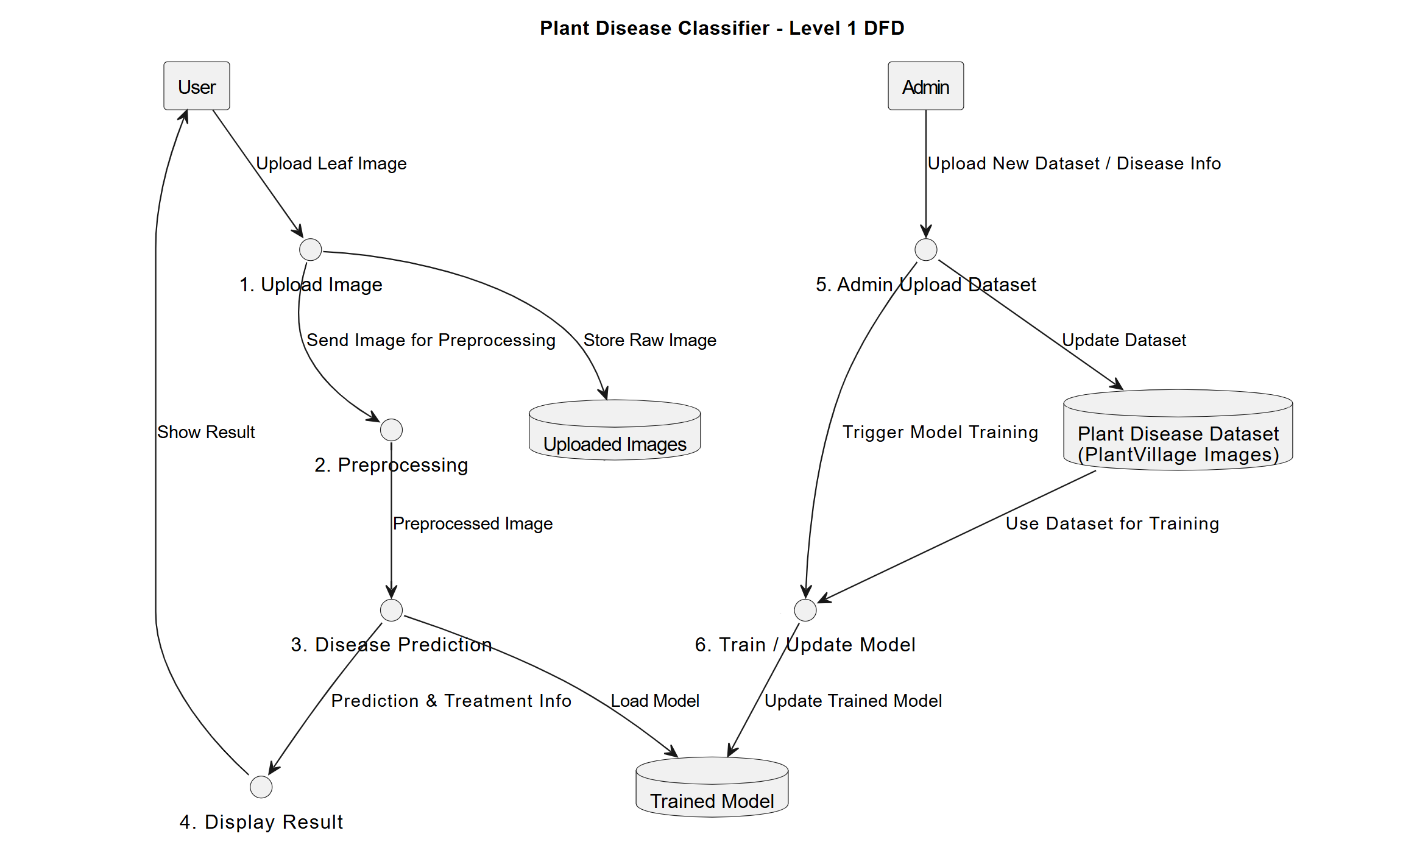 Plant Disease Classifier - Level 1 DFD
User
Admin
Upload Leaf Image
Upload New Dataset / Disease Info
1. Upload Image
5. Admin Upload Dataset
Send Image for Preprocessing
Store Raw Image
Update Dataset
Show Result
Uploaded Images
Trigger Model Training
Plant Disease Dataset
(PlantVillage Images)
2. Preprocessing
Preprocessed Image
Use Dataset for Training
3. Disease Prediction
6. Train / Update Model
Prediction & Treatment Info
Load Model
Update Trained Model
Trained Model
4. Display Result